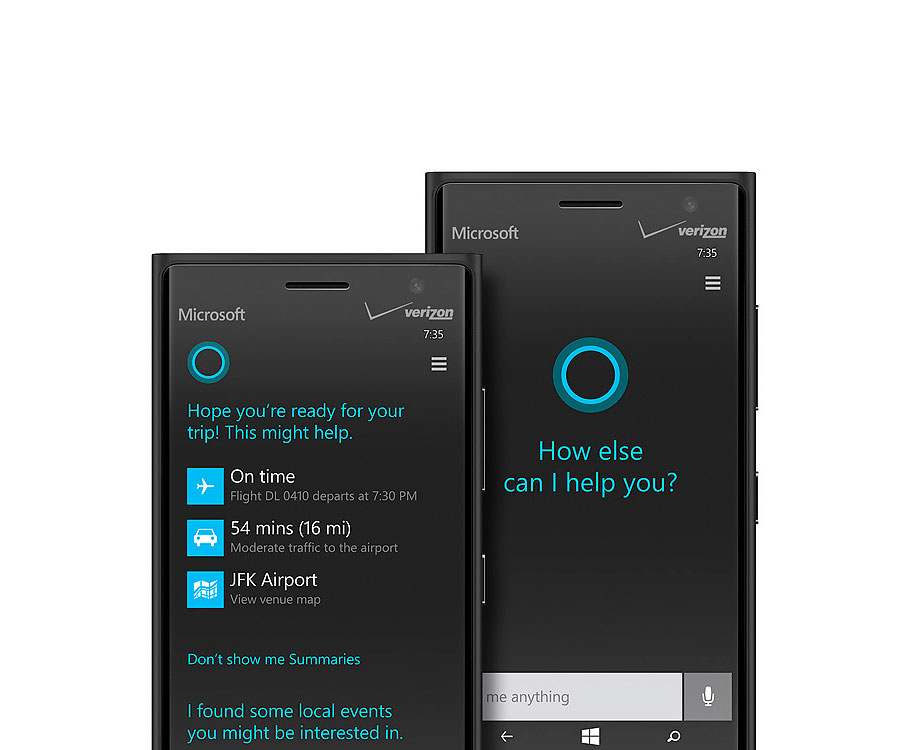 Microsoft
verizon
7:35
Hope you're ready for your
trip! This might help.
On time
Flight DL 0410 departs at 7:30 PM
54 mins (16 mi)
Moderate traffic to the airport
JFK Airport
View venue map
Don't show me Summaries
I found some local events
you might be interested in.
Microsoft
verizon
7:35
How else
can I help you?
me anything